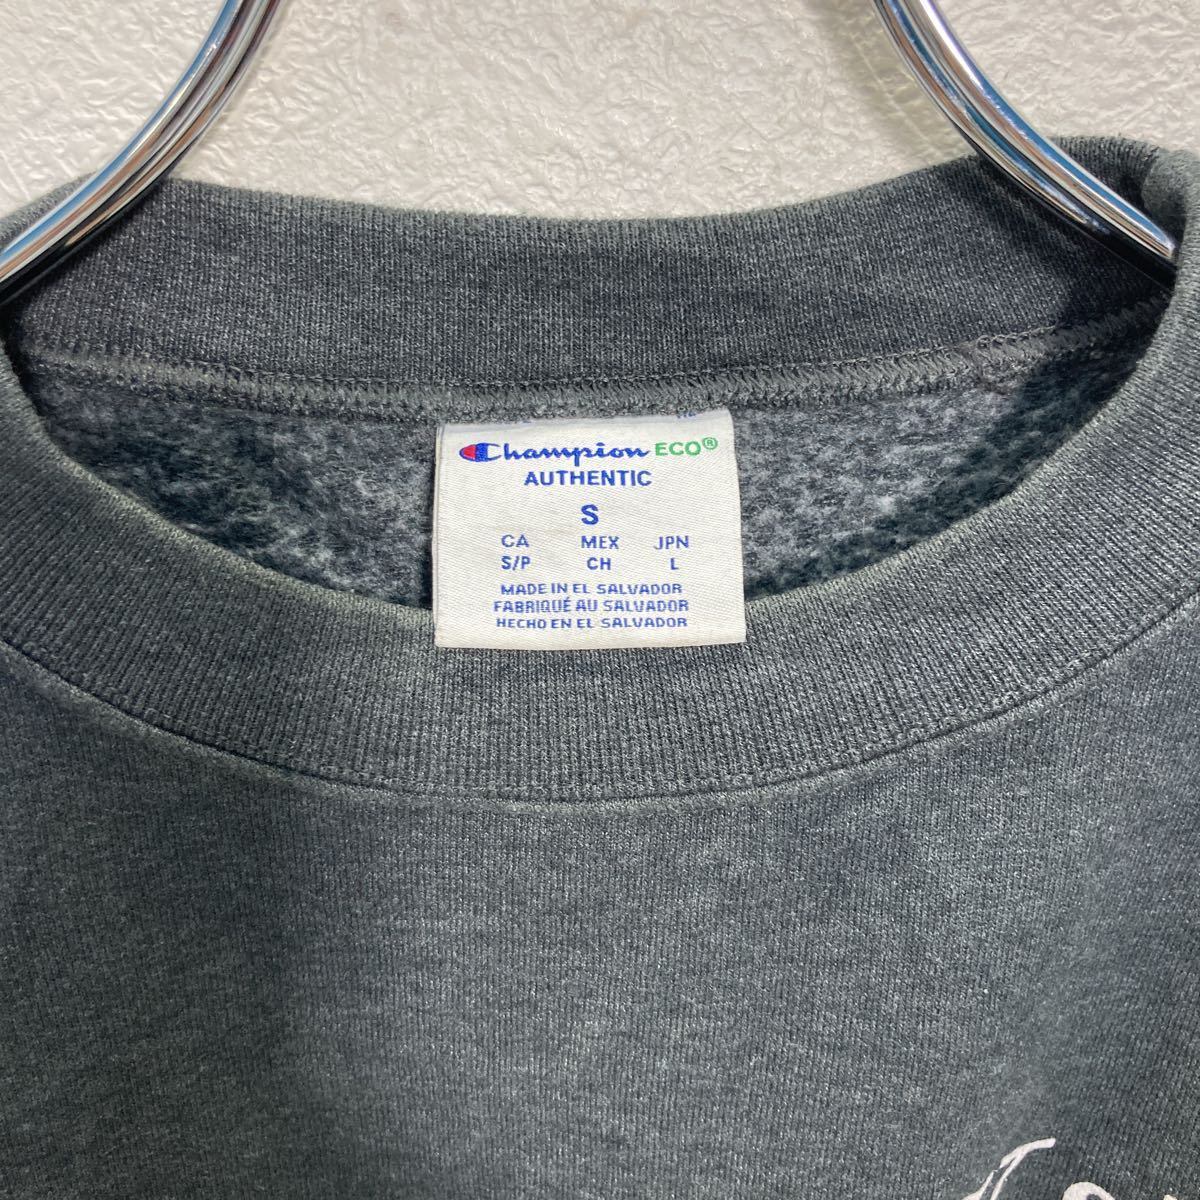 Champion ECO®
AUTHENTIC
S
CA MEX JPN
S/P CH L
MADE IN EL SALVADOR
FABRIQUÉ AU SALVADOR
HECHO EN EL SALVADOR